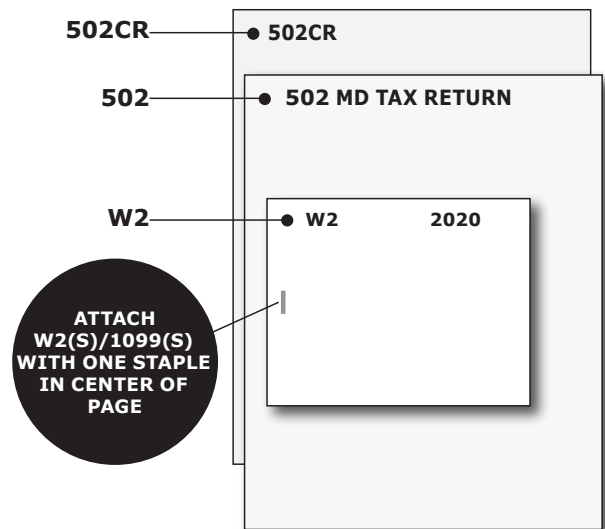 502CR
502CR
502
502 MD TAX RETURN
W2
W2 2020
ATTACH
W2(S)/1099(S)
WITH ONE STAPLE
IN CENTER OF
PAGE